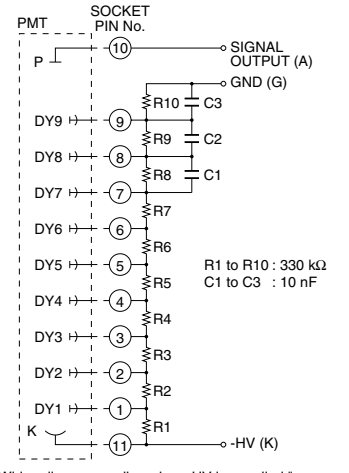 SOCKET
PMT PIN No.
10 SIGNAL
P OUTPUT (A)
GND (G)
R10 C3
DY9 9
R9 C2
DY8 8
R8 C1
DY7 7
R7
DY6 6
R6
DY5 5
R1 to R10 : 330 kΩ
R5 C1 to C3 : 10 nF
DY4 4
R4
DY3 3
R3
DY2 2
R2
DY1 1
K R1
11 -HV (K)